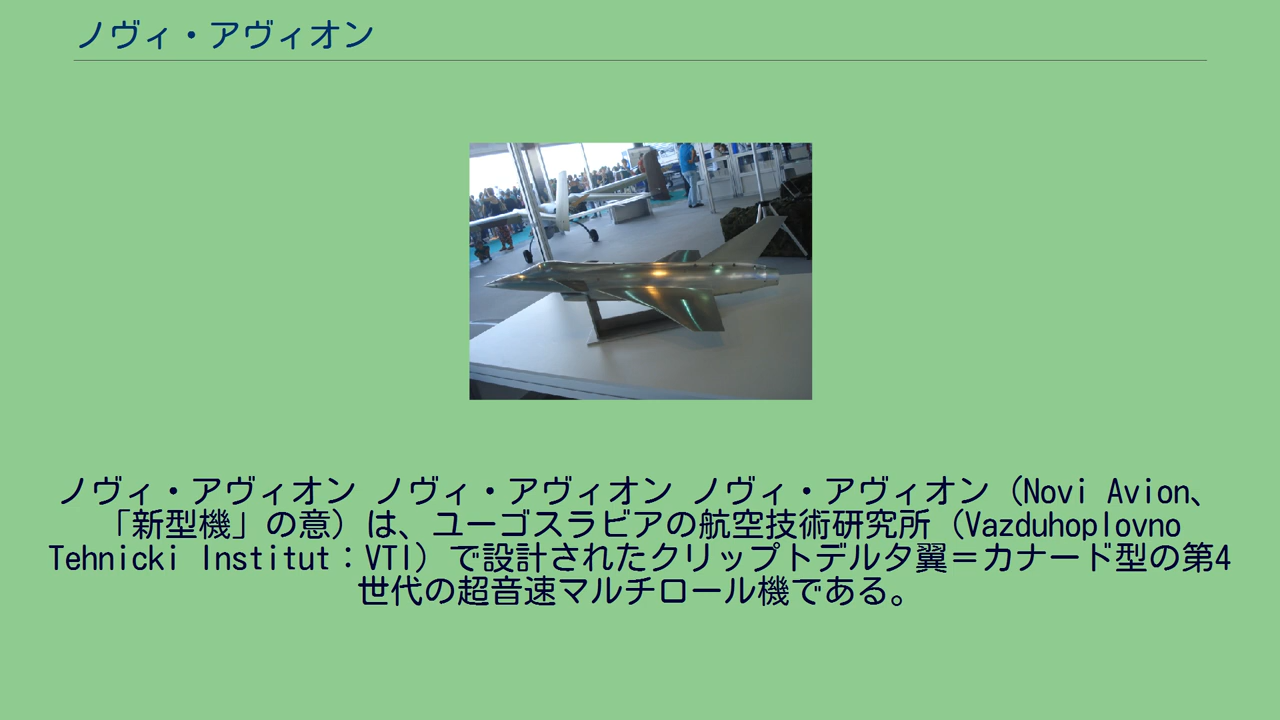 ノヴィ・アヴィオン
ノヴィ・アヴィオン ノヴィ・アヴィオン ノヴィ・アヴィオン（Novi Avion、
「新型機」の意）は、ユーゴスラビアの航空技術研究所（Vazduhoplovno
Tehnicki Institut：VTI）で設計されたクリップトデルタ翼＝カナード型の第4
世代の超音速マルチロール機である。